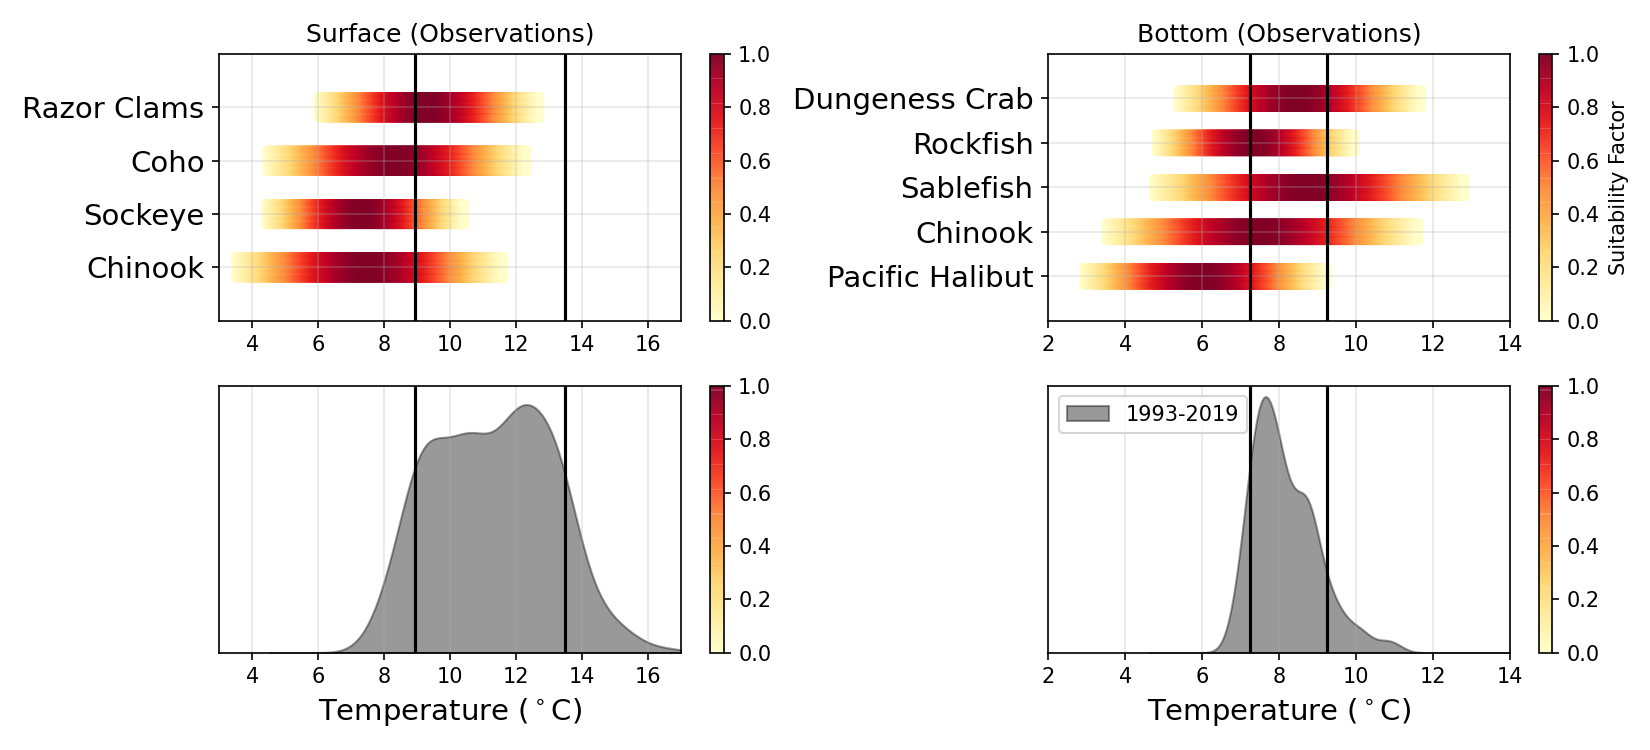 Surface (Observations)
Razor Clams
Coho
Sockeye
Chinook
4 6 8 10 12 14 16
1.0
0.8
0.6
0.4
0.2
0.0
Bottom (Observations)
Dungeness Crab
Rockfish
Sablefish
Chinook
Pacific Halibut
2 4 6 8 10 12 14
1.0
0.8
0.6
0.4
0.2
0.0
Suitability Factor
4 6 8 10 12 14 16
Temperature (°C)
1.0
0.8
0.6
0.4
0.2
0.0
1993-2019
2 4 6 8 10 12 14
Temperature (°C)
1.0
0.8
0.6
0.4
0.2
0.0